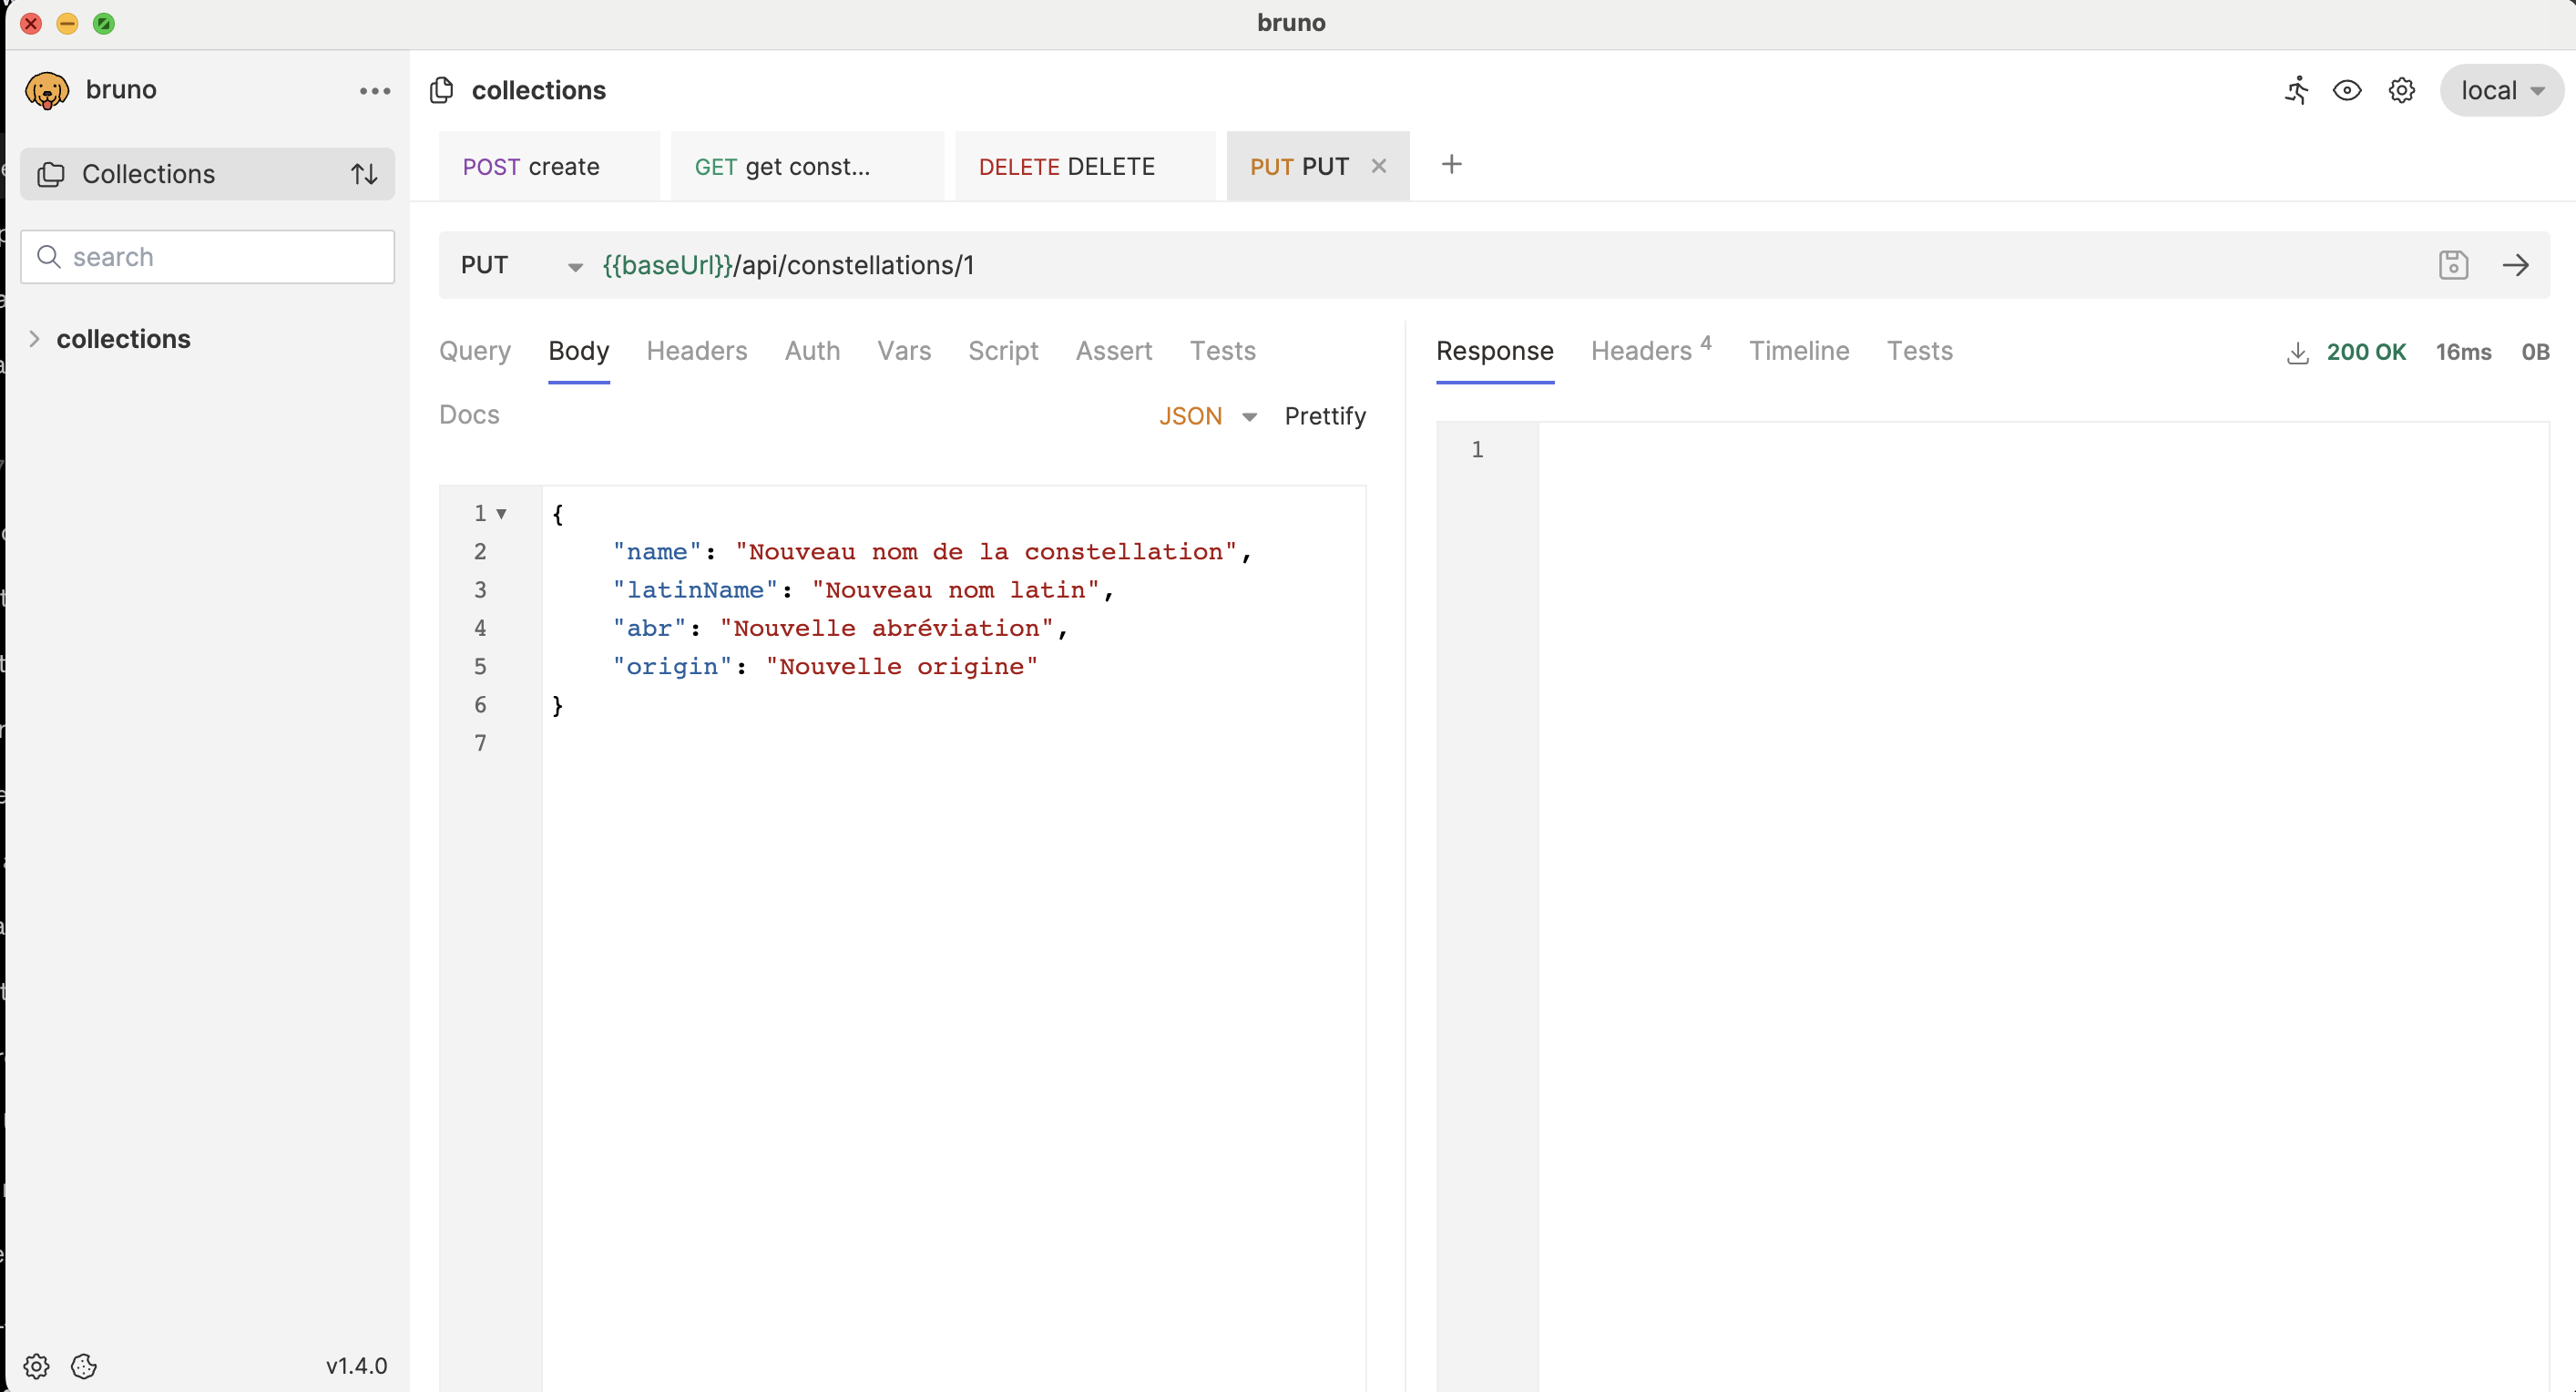 bruno
bruno
collections
local
Collections
POST create
GET get const...
DELETE DELETE
PUT PUT
search
PUT {{baseUrl}}/api/constellations/1
collections
Query Body Headers Auth Vars Script Assert Tests
Docs
JSON Prettify
Response Headers 4 Timeline Tests
200 OK 16ms 0B
1 {
2 "name": "Nouveau nom de la constellation",
3 "latinName": "Nouveau nom latin",
4 "abr": "Nouvelle abréviation",
5 "origin": "Nouvelle origine"
6 }
7
1
v1.4.0